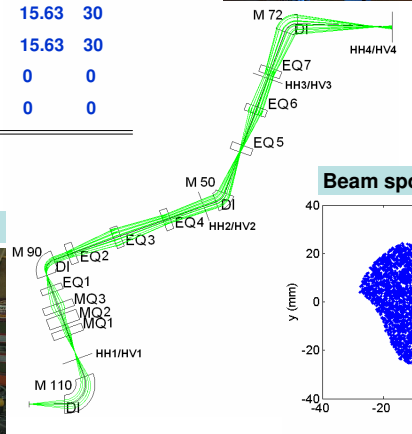 15.63 30
15.63 30
0 0
0 0
M 72
DI
HH4/HV4
EQ7
HH3/HV3
EQ6
EQ5
M 50
DI
HH2/HV2
EQ4
EQ3
EQ2
M 90
DI
EQ1
MQ3
MQ2
MQ1
HH1/HV1
M 110
DI
Beam spo
40
20
0
-20
-40
y (mm)
-40 -20